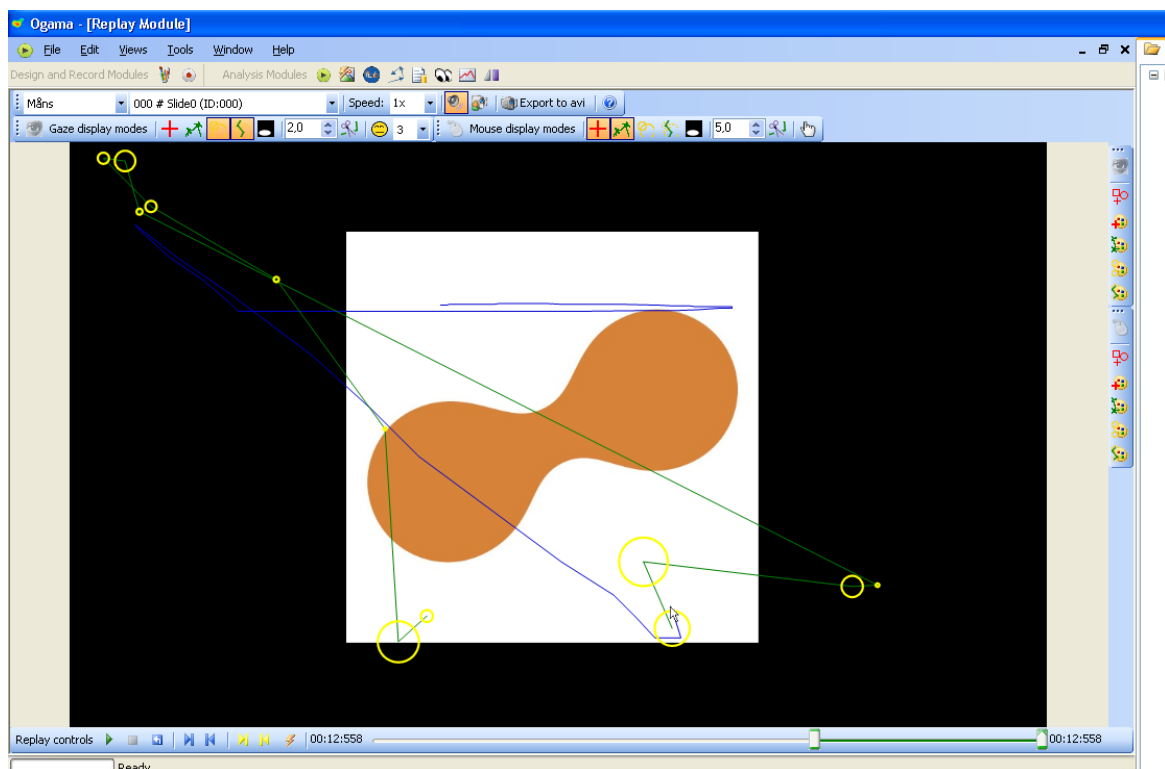 Ogama - [Replay Module]
File Edit Views Tools Window Help
Design and Record Modules Analysis Modules
Måns 000 # Slide0 (ID:000) Speed: 1x Export to avi
Gaze display modes 2,0 3 Mouse display modes 5,0
Replay controls 00:12:558 00:12:558
Ready